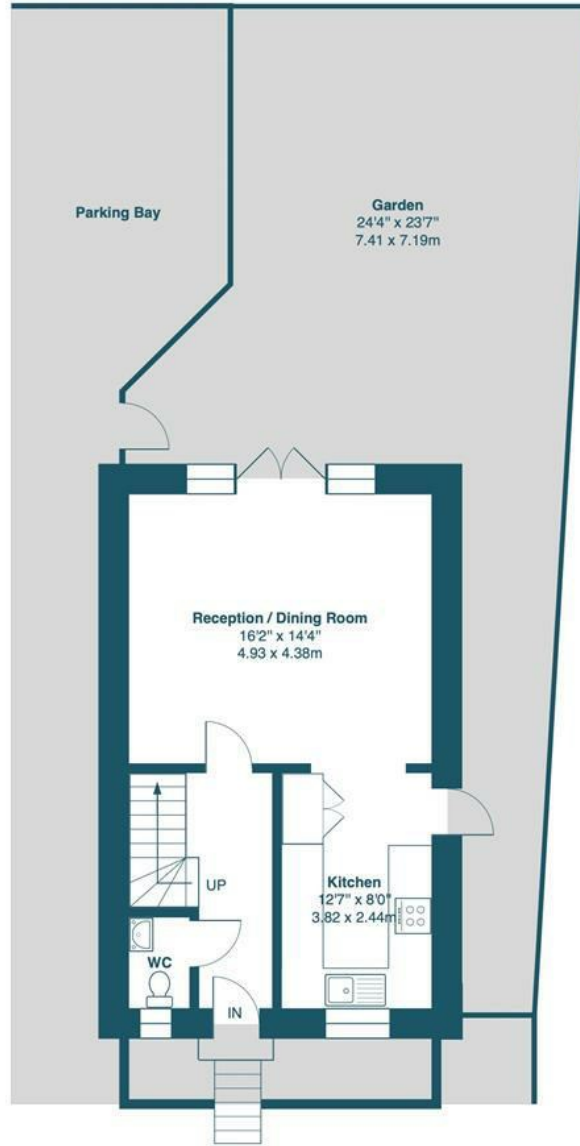 Parking Bay
Garden
24'4" x 23'7"
7.41 x 7.19m
Reception / Dining Room
16'2" x 14'4"
4.93 x 4.38m
UP
Kitchen
12'7" x 8'0"
3.82 x 2.44m
WC
IN